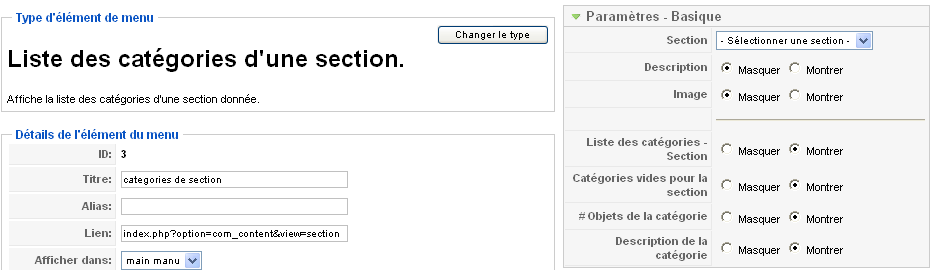 Type d'élément de menu
Changer le type
Liste des catégories d'une section.
Affiche la liste des catégories d'une section donnée.
Détails de l'élément du menu
ID: 3
Titre: categories de section
Alias:
Lien: index.php?option=com_content&view=section
Afficher dans: main manu
Paramètres - Basique
Section - Sélectionner une section -
Description Masquer Montrer
Image Masquer Montrer
Liste des catégories -
Section Masquer Montrer
Catégories vides pour la
section Masquer Montrer
# Objets de la catégorie Masquer Montrer
Description de la
catégorie Masquer Montrer